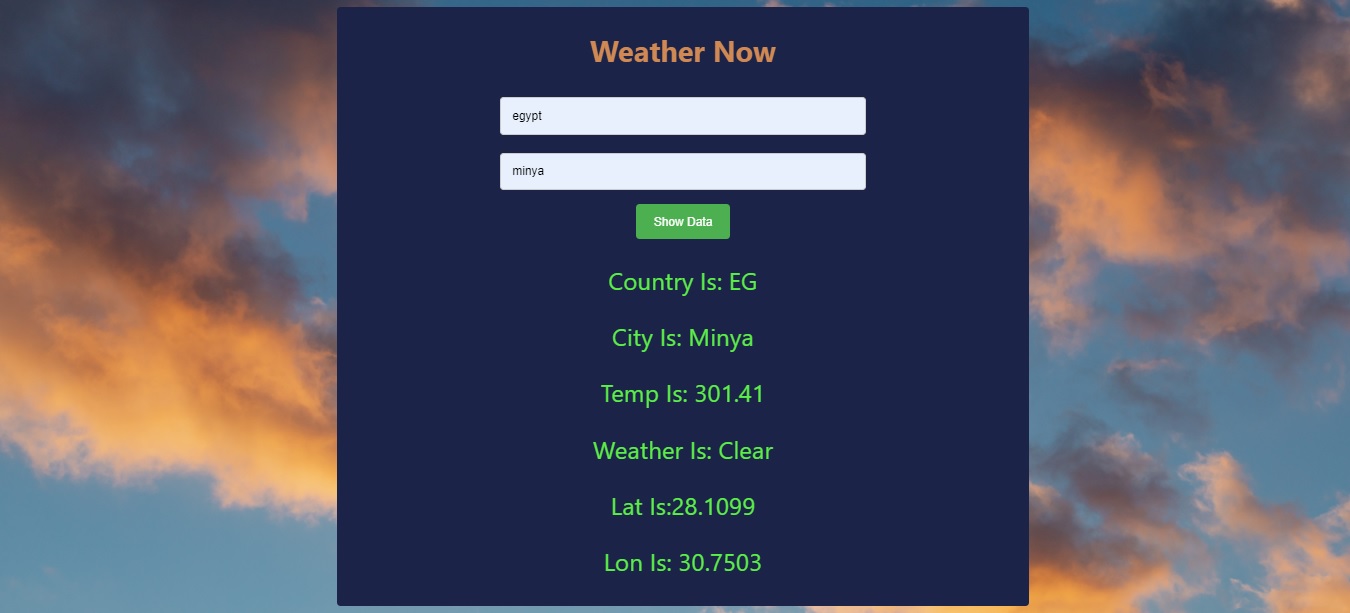 Weather Now
egypt
minya
Show Data
Country Is: EG
City Is: Minya
Temp Is: 301.41
Weather Is: Clear
Lat Is:28.1099
Lon Is: 30.7503